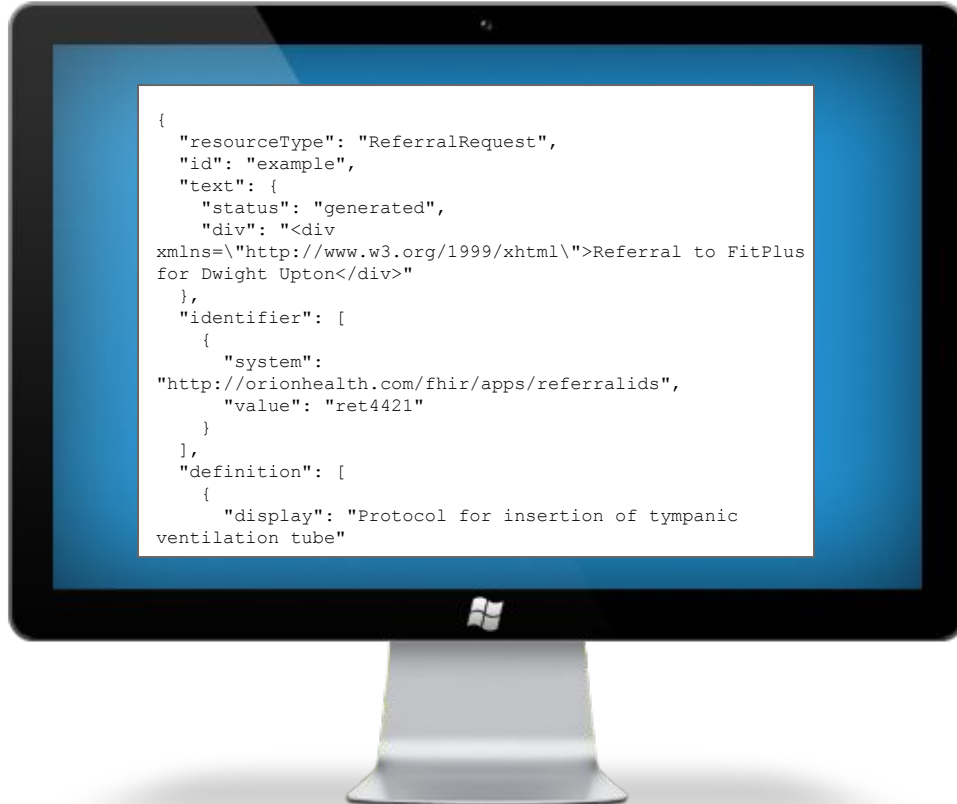 {
  "resourceType": "ReferralRequest",
  "id": "example",
  "text": {
    "status": "generated",
    "div": "<div
xmlns=\"http://www.w3.org/1999/xhtml\">Referral to FitPlus
for Dwight Upton</div>"
  },
  "identifier": [
    {
      "system":
"http://orionhealth.com/fhir/apps/referralids",
      "value": "ret4421"
    }
  ],
  "definition": [
    {
      "display": "Protocol for insertion of tympanic
ventilation tube"